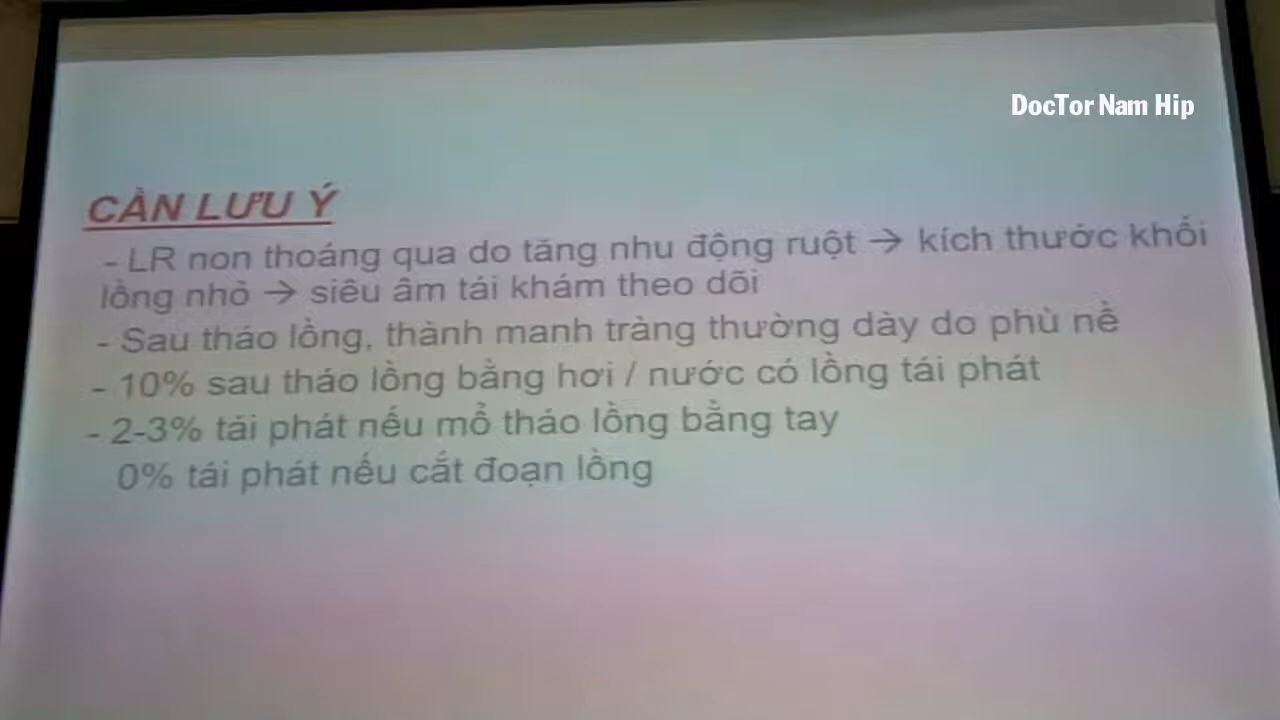 DocTor Nam Hip
CẦN LƯU Ý
- LR non thoáng qua do tăng nhu động ruột → kích thước khối
lồng nhỏ → siêu âm tái khám theo dõi
- Sau tháo lồng, thành manh tràng thường dày do phù nề
- 10% sau tháo lồng bằng hơi / nước có lồng tái phát
- 2-3% tái phát nếu mổ tháo lồng bằng tay
0% tái phát nếu cắt đoạn lồng